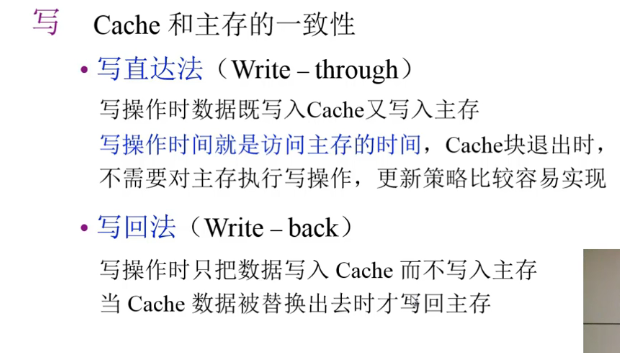 写 Cache 和主存的一致性
• 写直达法（Write – through）
写操作时数据既写入Cache又写入主存
写操作时间就是访问主存的时间，Cache块退出时，
不需要对主存执行写操作，更新策略比较容易实现
• 写回法（Write – back）
写操作时只把数据写入 Cache 而不写入主存
当 Cache 数据被替换出去时才写回主存